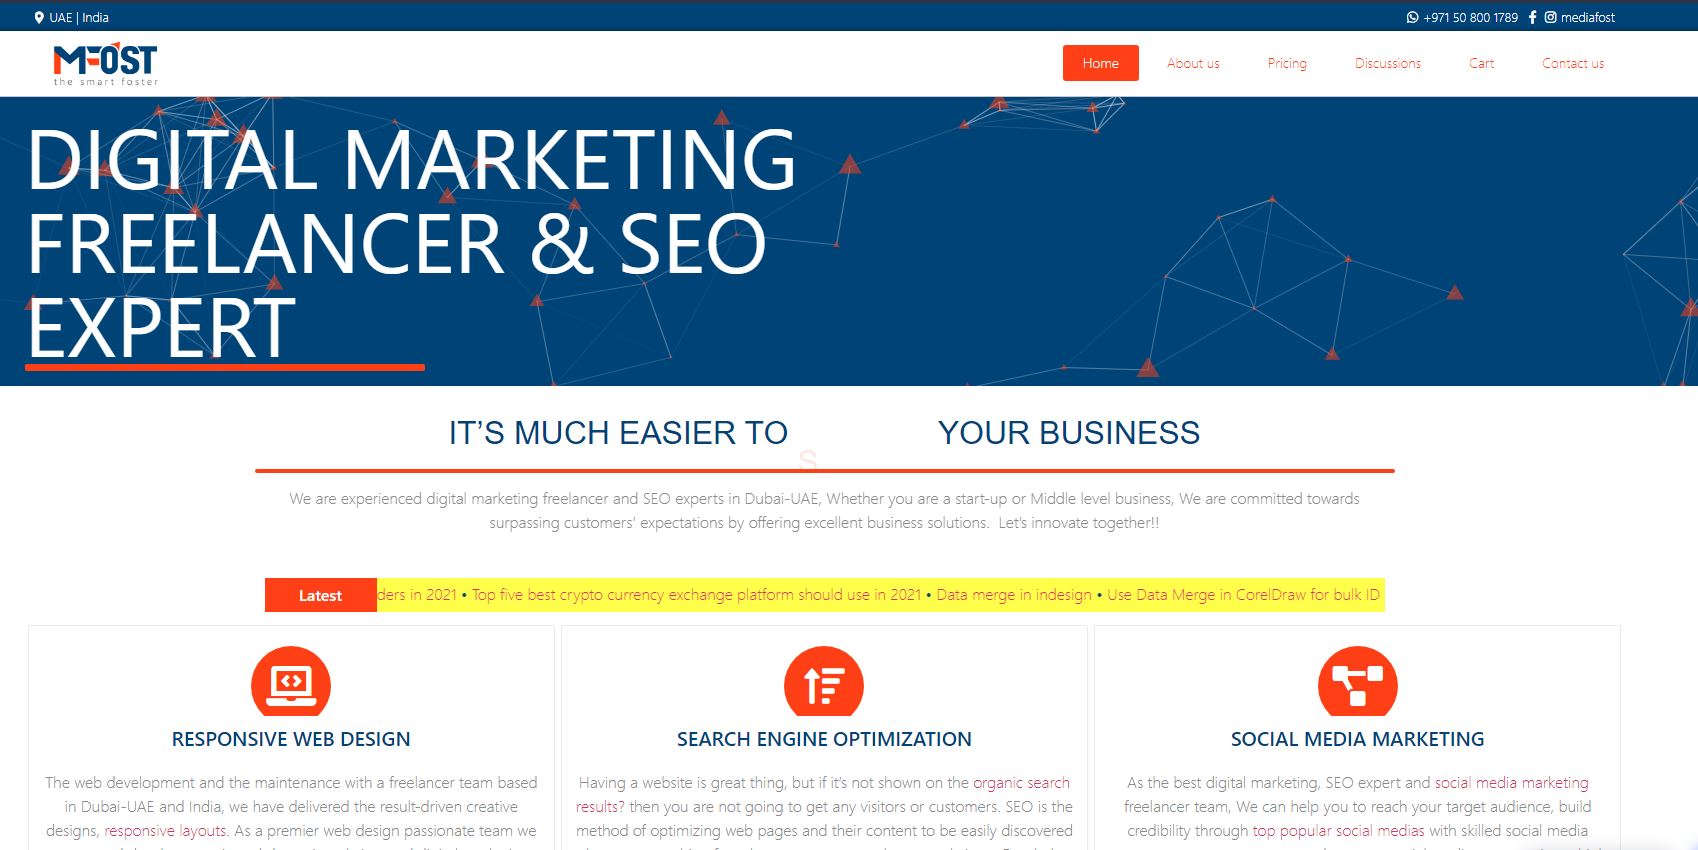 UAE | India
+971 50 800 1789 mediafost
MFOST
the smart foster
Home About us Pricing Discussions Cart Contact us
DIGITAL MARKETING
FREELANCER & SEO
EXPERT
IT’S MUCH EASIER TO YOUR BUSINESS
S
We are experienced digital marketing freelancer and SEO experts in Dubai-UAE, Whether you are a start-up or Middle level business, We are committed towards
surpassing customers’ expectations by offering excellent business solutions. Let’s innovate together!!
Latest ders in 2021 • Top five best crypto currency exchange platform should use in 2021 • Data merge in indesign • Use Data Merge in CorelDraw for bulk ID
RESPONSIVE WEB DESIGN
The web development and the maintenance with a freelancer team based
in Dubai-UAE and India, we have delivered the result-driven creative
designs, responsive layouts. As a premier web design passionate team we
SEARCH ENGINE OPTIMIZATION
Having a website is great thing, but if it’s not shown on the organic search
results? then you are not going to get any visitors or customers. SEO is the
method of optimizing web pages and their content to be easily discovered
SOCIAL MEDIA MARKETING
As the best digital marketing, SEO expert and social media marketing
freelancer team, We can help you to reach your target audience, build
credibility through top popular social medias with skilled social media